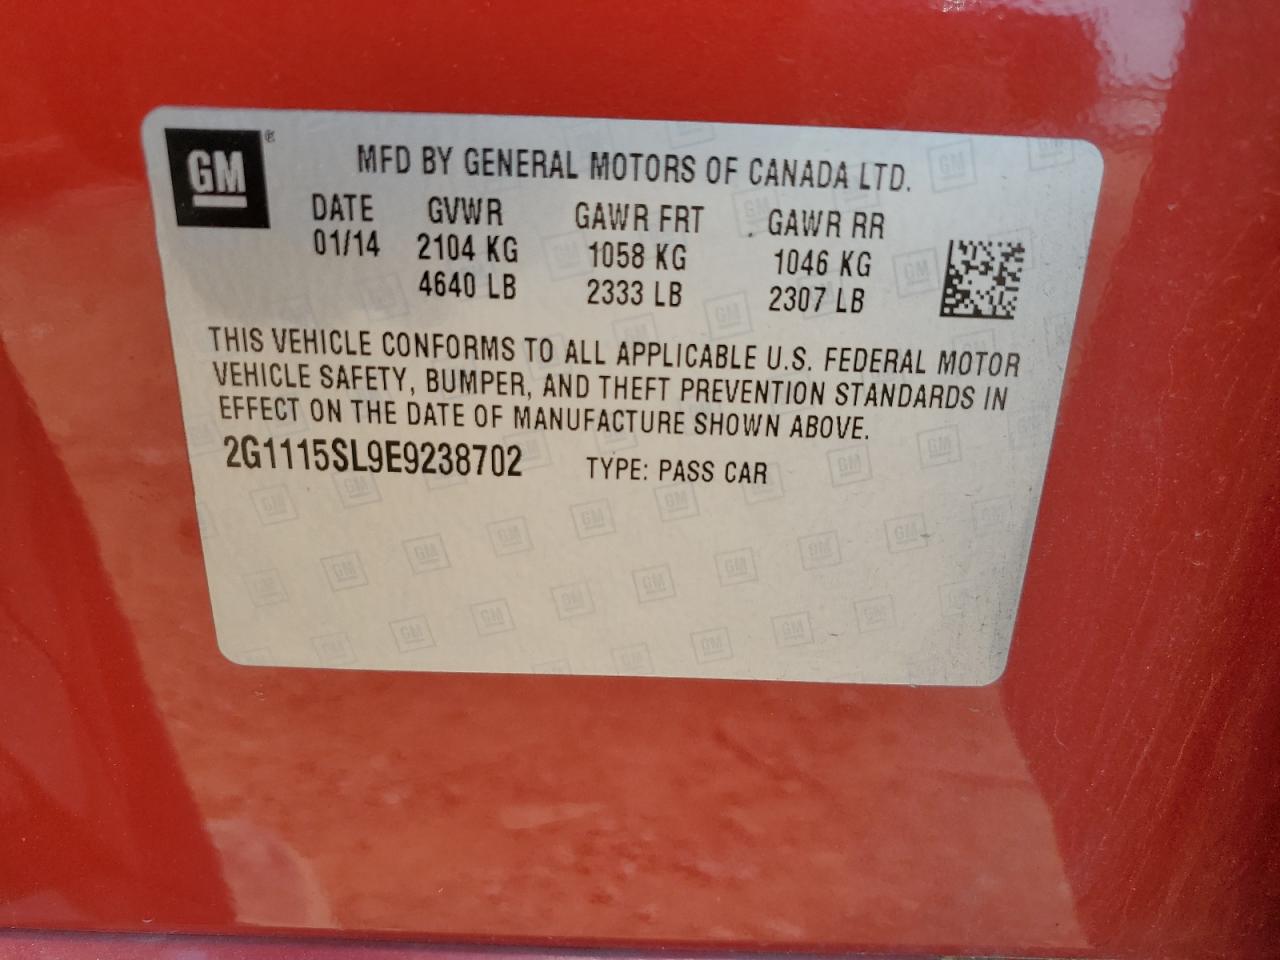 GM ®
MFD BY GENERAL MOTORS OF CANADA LTD.
DATE GVWR GAWR FRT GAWR RR
01/14 2104 KG 1058 KG 1046 KG
4640 LB 2333 LB 2307 LB
THIS VEHICLE CONFORMS TO ALL APPLICABLE U.S. FEDERAL MOTOR
VEHICLE SAFETY, BUMPER, AND THEFT PREVENTION STANDARDS IN
EFFECT ON THE DATE OF MANUFACTURE SHOWN ABOVE.
2G1115SL9E9238702 TYPE: PASS CAR